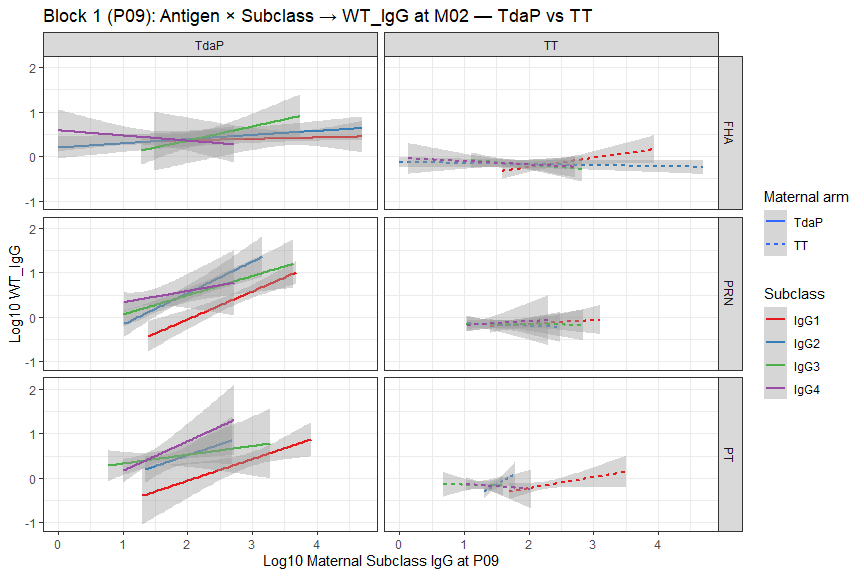 Block 1 (P09): Antigen × Subclass → WT_IgG at M02 — TdaP vs TT
TdaP
TT
2
1
0
-1
FHA
2
1
0
-1
PRN
2
1
0
-1
PT
Log10 WT_IgG
0 1 2 3 4
0 1 2 3 4
Log10 Maternal Subclass IgG at P09
Maternal arm
TdaP
TT
Subclass
IgG1
IgG2
IgG3
IgG4